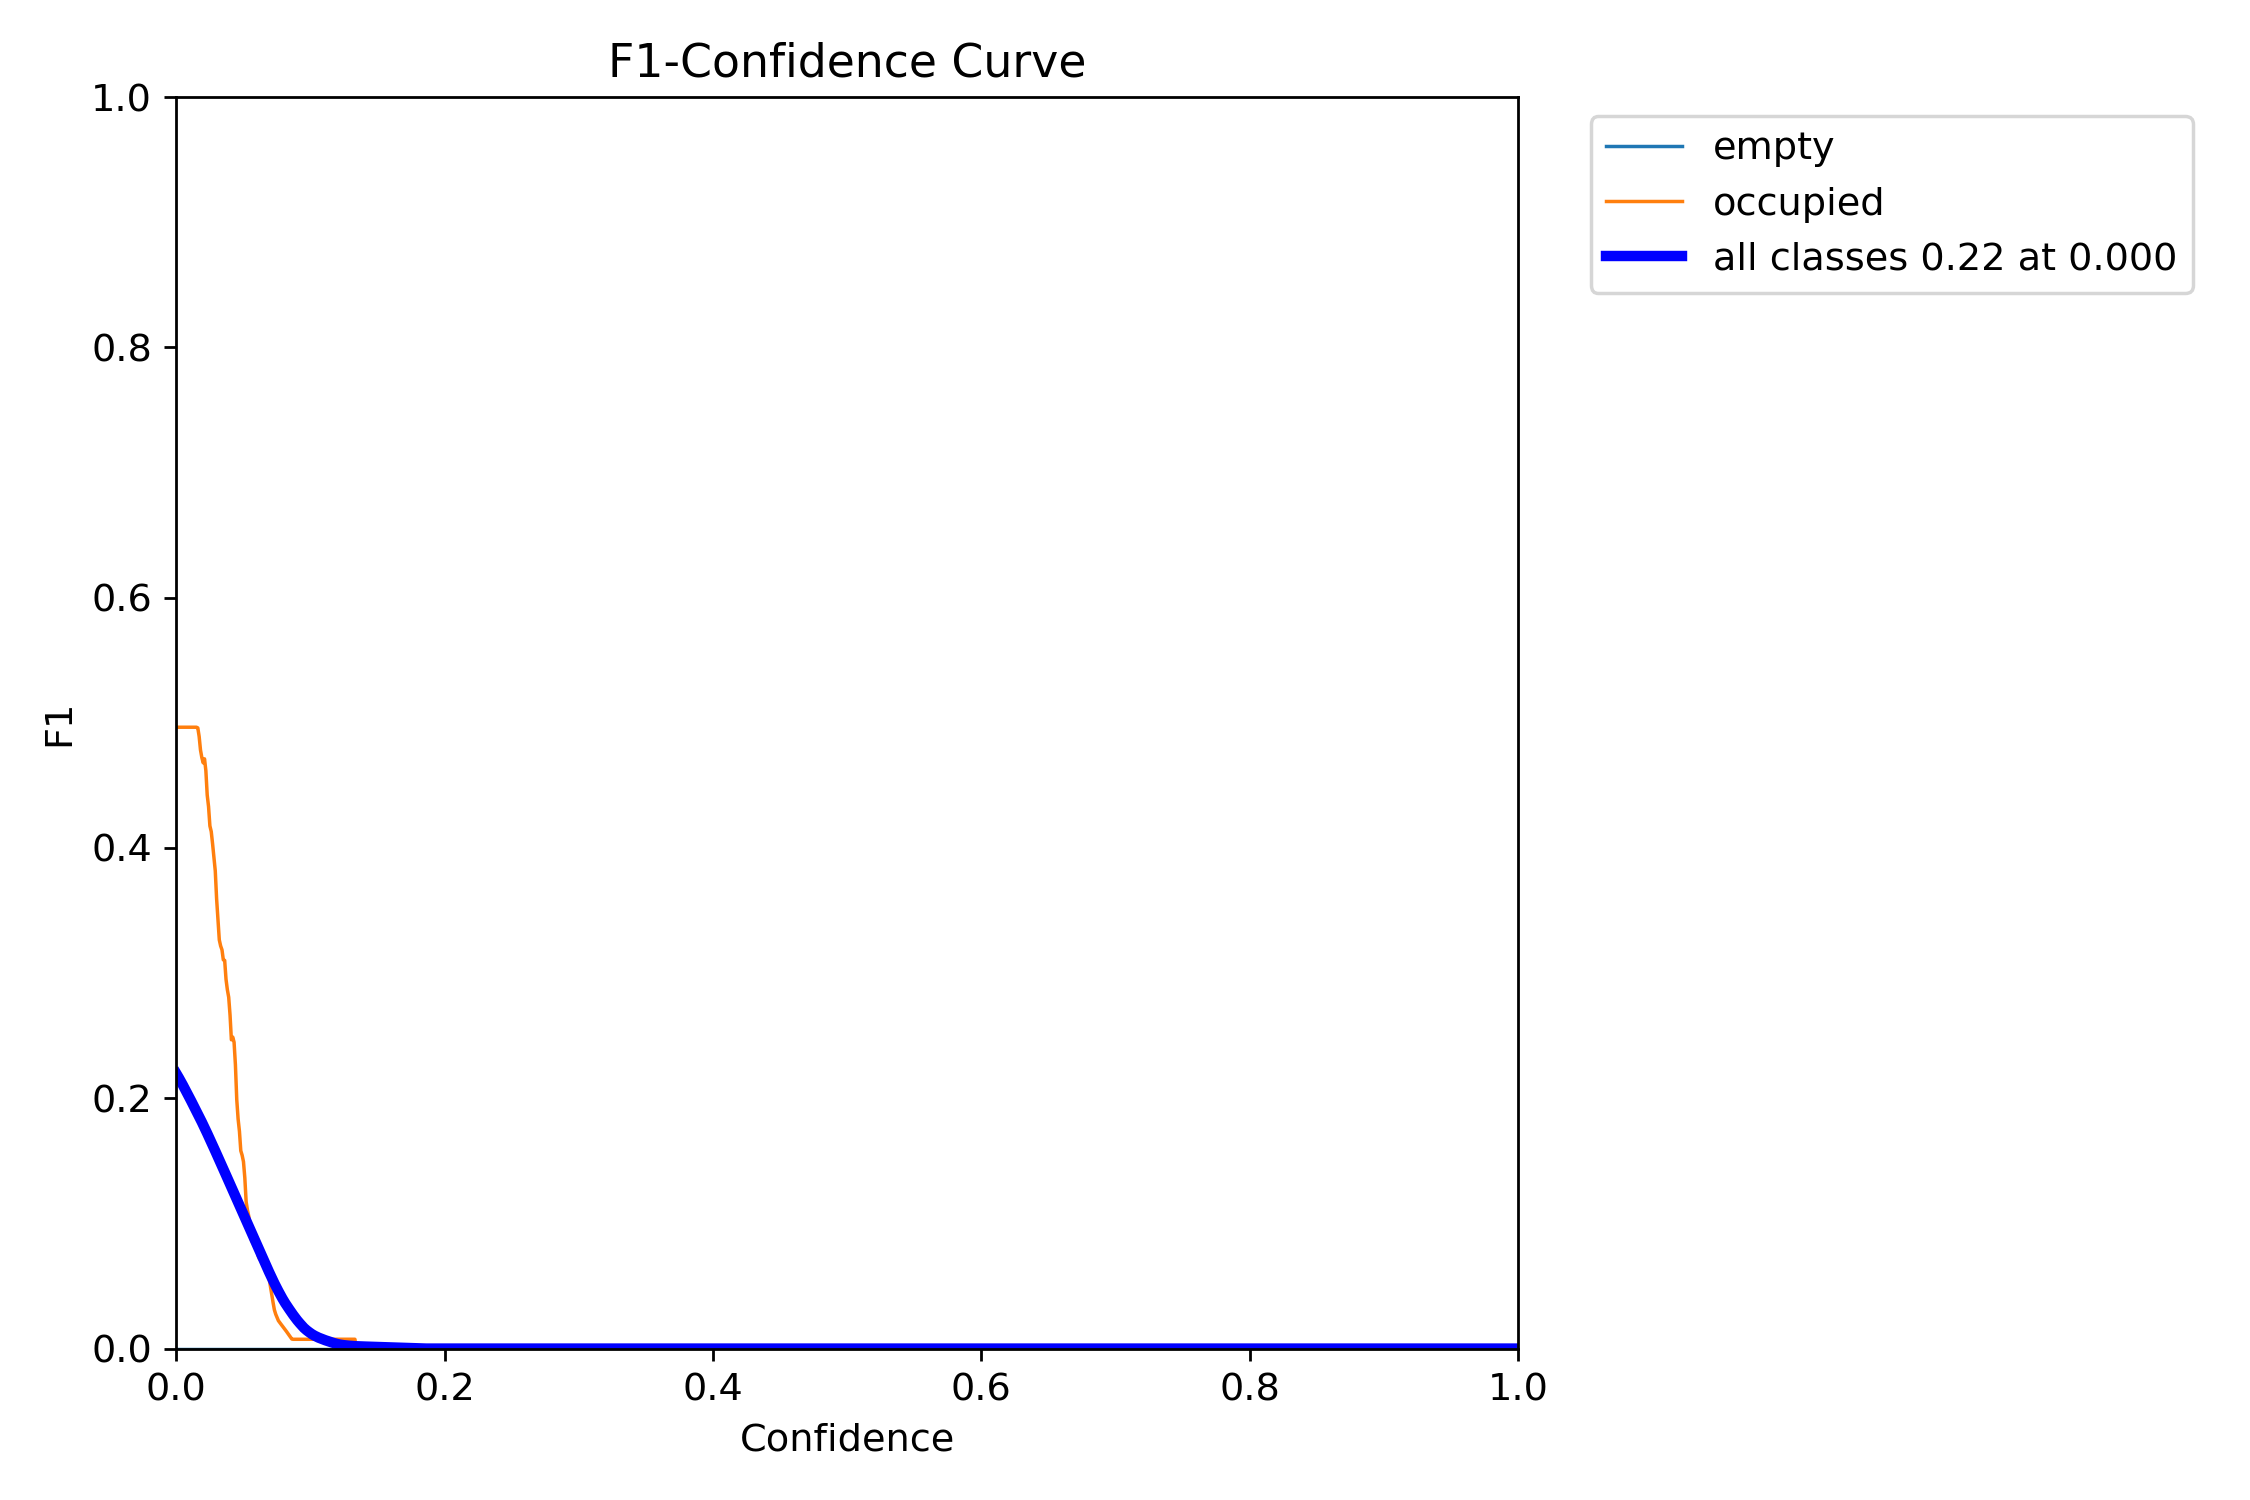 F1-Confidence Curve
1.0
0.8
0.6
0.4
0.2
0.0
F1
0.0 0.2 0.4 0.6 0.8 1.0
Confidence
empty
occupied
all classes 0.22 at 0.000